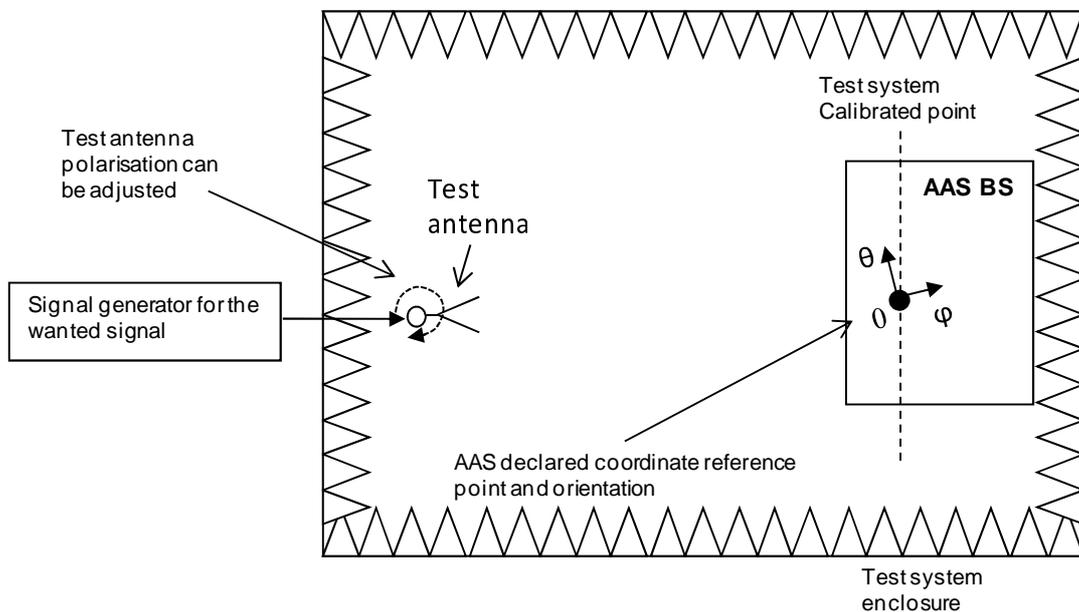 Test system
Calibrated point
Test antenna
polarisation can
be adjusted
Test
antenna
AAS BS
θ
φ
0
Signal generator for the
wanted signal
AAS declared coordinate reference
point and orientation
Test system
enclosure